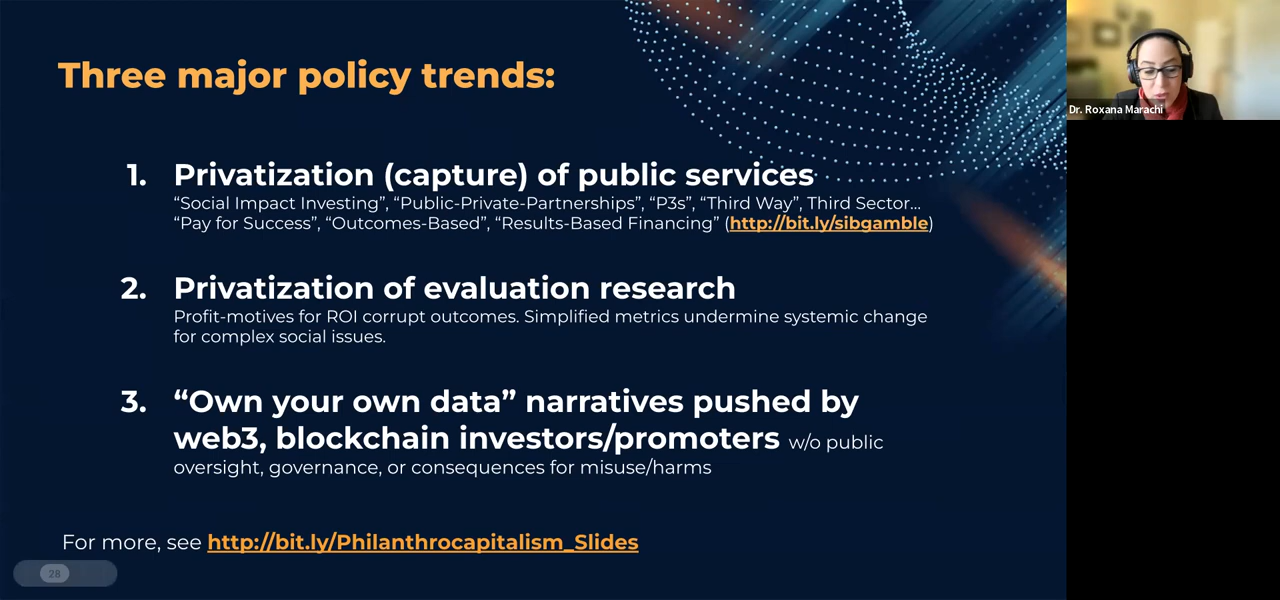 Three major policy trends:
1. Privatization (capture) of public services
“Social Impact Investing”, “Public-Private-Partnerships”, “P3s”, “Third Way”, Third Sector...
“Pay for Success”, “Outcomes-Based”, “Results-Based Financing” (http://bit.ly/sibgamble)
2. Privatization of evaluation research
Profit-motives for ROI corrupt outcomes. Simplified metrics undermine systemic change
for complex social issues.
3. “Own your own data” narratives pushed by
web3, blockchain investors/promoters w/o public
oversight, governance, or consequences for misuse/harms
For more, see http://bit.ly/Philanthrocapitalism_Slides
28
Dr. Roxana Marachi